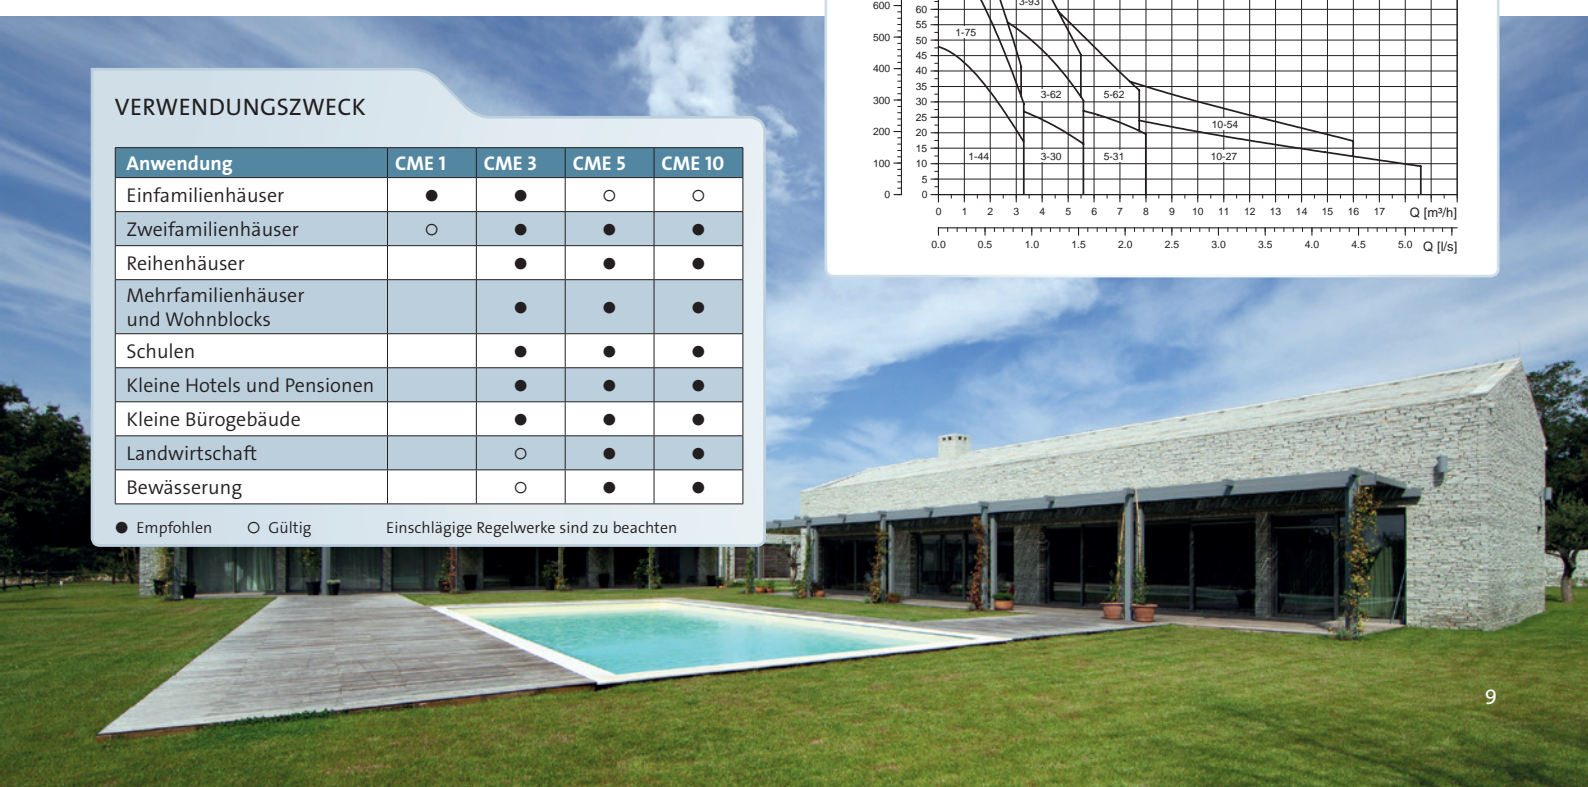 VERWENDUNGSZWECK
Anwendung CME 1 CME 3 CME 5 CME 10
Einfamilienhäuser ● ● ○ ○
Zweifamilienhäuser ○ ● ● ●
Reihenhäuser ● ● ●
Mehrfamilienhäuser
und Wohnblocks ● ● ●
Schulen ● ● ●
Kleine Hotels und Pensionen ● ● ●
Kleine Bürogebäude ● ● ●
Landwirtschaft ○ ● ●
Bewässerung ○ ● ●
● Empfohlen ○ Gültig Einschlägige Regelwerke sind zu beachten
600 60 3-93
55
500 50 1-75
45
400 40
35
300 30 3-62 5-62
25
200 20 10-54
15
100 10 1-44 3-30 5-31 10-27
5
0 0
0 1 2 3 4 5 6 7 8 9 10 11 12 13 14 15 16 17 Q [m³/h]
0.0 0.5 1.0 1.5 2.0 2.5 3.0 3.5 4.0 4.5 5.0 Q [l/s]
9